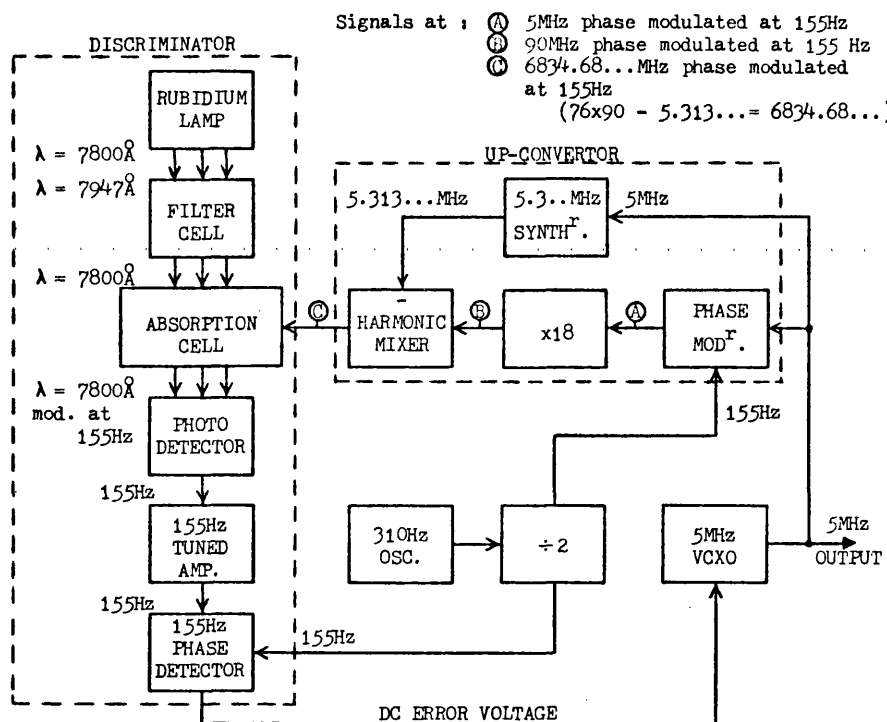 Signals at : Ⓐ 5MHz phase modulated at 155Hz
Ⓑ 90MHz phase modulated at 155 Hz
Ⓒ 6834.68...MHz phase modulated
at 155Hz
(76x90 - 5.313...= 6834.68...)
DISCRIMINATOR
RUBIDIUM
LAMP
λ = 7800Å
λ = 7947Å
FILTER
CELL
λ = 7800Å
ABSORPTION
CELL
λ = 7800Å
mod. at
155Hz
PHOTO
DETECTOR
155Hz
155Hz
TUNED
AMP.
155Hz
155Hz
PHASE
DETECTOR
UP-CONVERTOR
5.313...MHz
5.3..MHz
SYNTHʳ.
5MHz
Ⓒ
HARMONIC
MIXER
Ⓑ
x18
Ⓐ
PHASE
MODʳ.
155Hz
310Hz
OSC.
÷2
5MHz
VCXO
5MHz
OUTPUT
155Hz
DC ERROR VOLTAGE